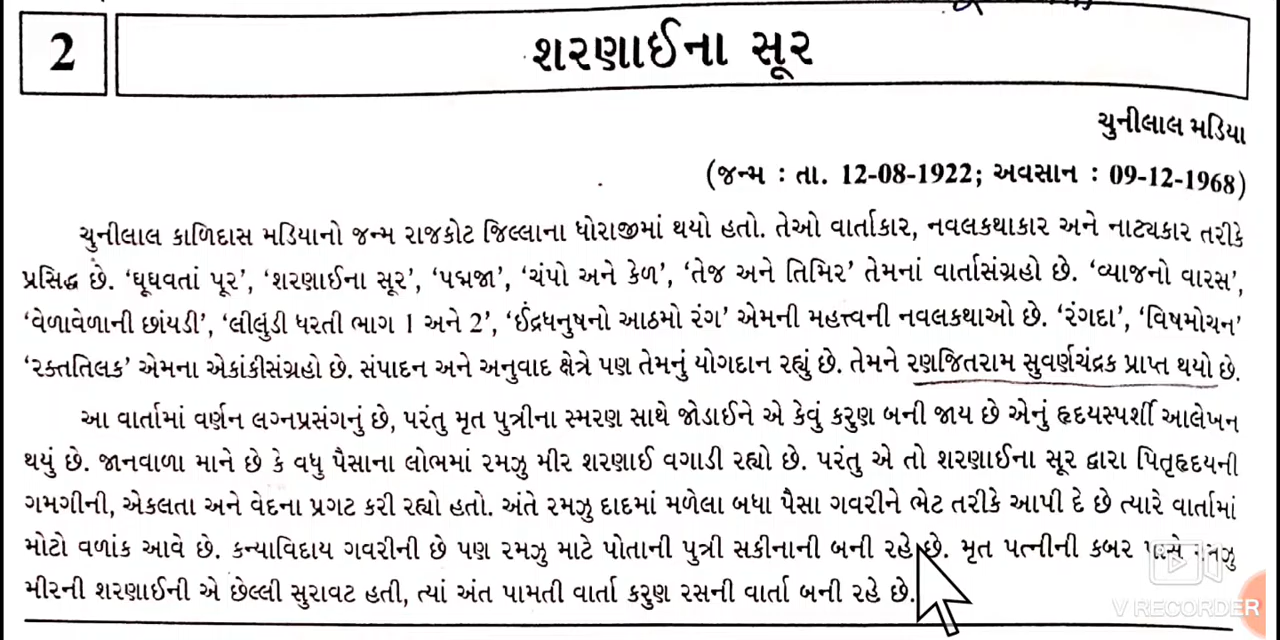 2
શરણાઈના સૂર
ચુનીલાલ મડિયા
(જન્મ : તા. 12-08-1922; અવસાન : 09-12-1968)
ચુનીલાલ કાળિદાસ મડિયાનો જન્મ રાજકોટ જિલ્લાના ધોરાજીમાં થયો હતો. તેઓ વાર્તાકાર, નવલકથાકાર અને નાટ્યકાર તરીકે
પ્રસિદ્ધ છે. ‘ઘૂઘવતાં પૂર’, ‘શરણાઈના સૂર’, ‘પદ્મજા’, ‘ચંપો અને કેળ’, ‘તેજ અને તિમિર’ તેમનાં વાર્તાસંગ્રહો છે. ‘વ્યાજનો વારસ’,
‘વેળાવેળાની છાંયડી’, ‘લીલુંડી ધરતી ભાગ 1 અને 2’, ‘ઈંદ્રધનુષનો આઠમો રંગ’ એમની મહત્ત્વની નવલકથાઓ છે. ‘રંગદા’, ‘વિષમોચન’
‘રક્તતિલક’ એમના એકાંકીસંગ્રહો છે. સંપાદન અને અનુવાદ ક્ષેત્રે પણ તેમનું યોગદાન રહ્યું છે. તેમને રણજિતરામ સુવર્ણચંદ્રક પ્રાપ્ત થયો છે.
આ વાર્તામાં વર્ણન લગ્નપ્રસંગનું છે, પરંતુ મૃત પુત્રીના સ્મરણ સાથે જોડાઈને એ કેવું કરુણ બની જાય છે એનું હૃદયસ્પર્શી આલેખન
થયું છે. જાનવાળા માને છે કે વધુ પૈસાના લોભમાં રમઝુ મીર શરણાઈ વગાડી રહ્યો છે. પરંતુ એ તો શરણાઈના સૂર દ્વારા પિતૃહૃદયની
ગમગીની, એકલતા અને વેદના પ્રગટ કરી રહ્યો હતો. અંતે રમઝુ દાદમાં મળેલા બધા પૈસા ગવરીને ભેટ તરીકે આપી દે છે ત્યારે વાર્તામાં
મોટો વળાંક આવે છે. કન્યાવિદાય ગવરીની છે પણ રમઝુ માટે પોતાની પુત્રી સકીનાની બની રહે છે. મૃત પત્નીની કબર પાસે રમઝુ
મીરની શરણાઈની એ છેલ્લી સુરાવટ હતી, ત્યાં અંત પામતી વાર્તા કરુણ રસની વાર્તા બની રહે છે.
V RECORDER